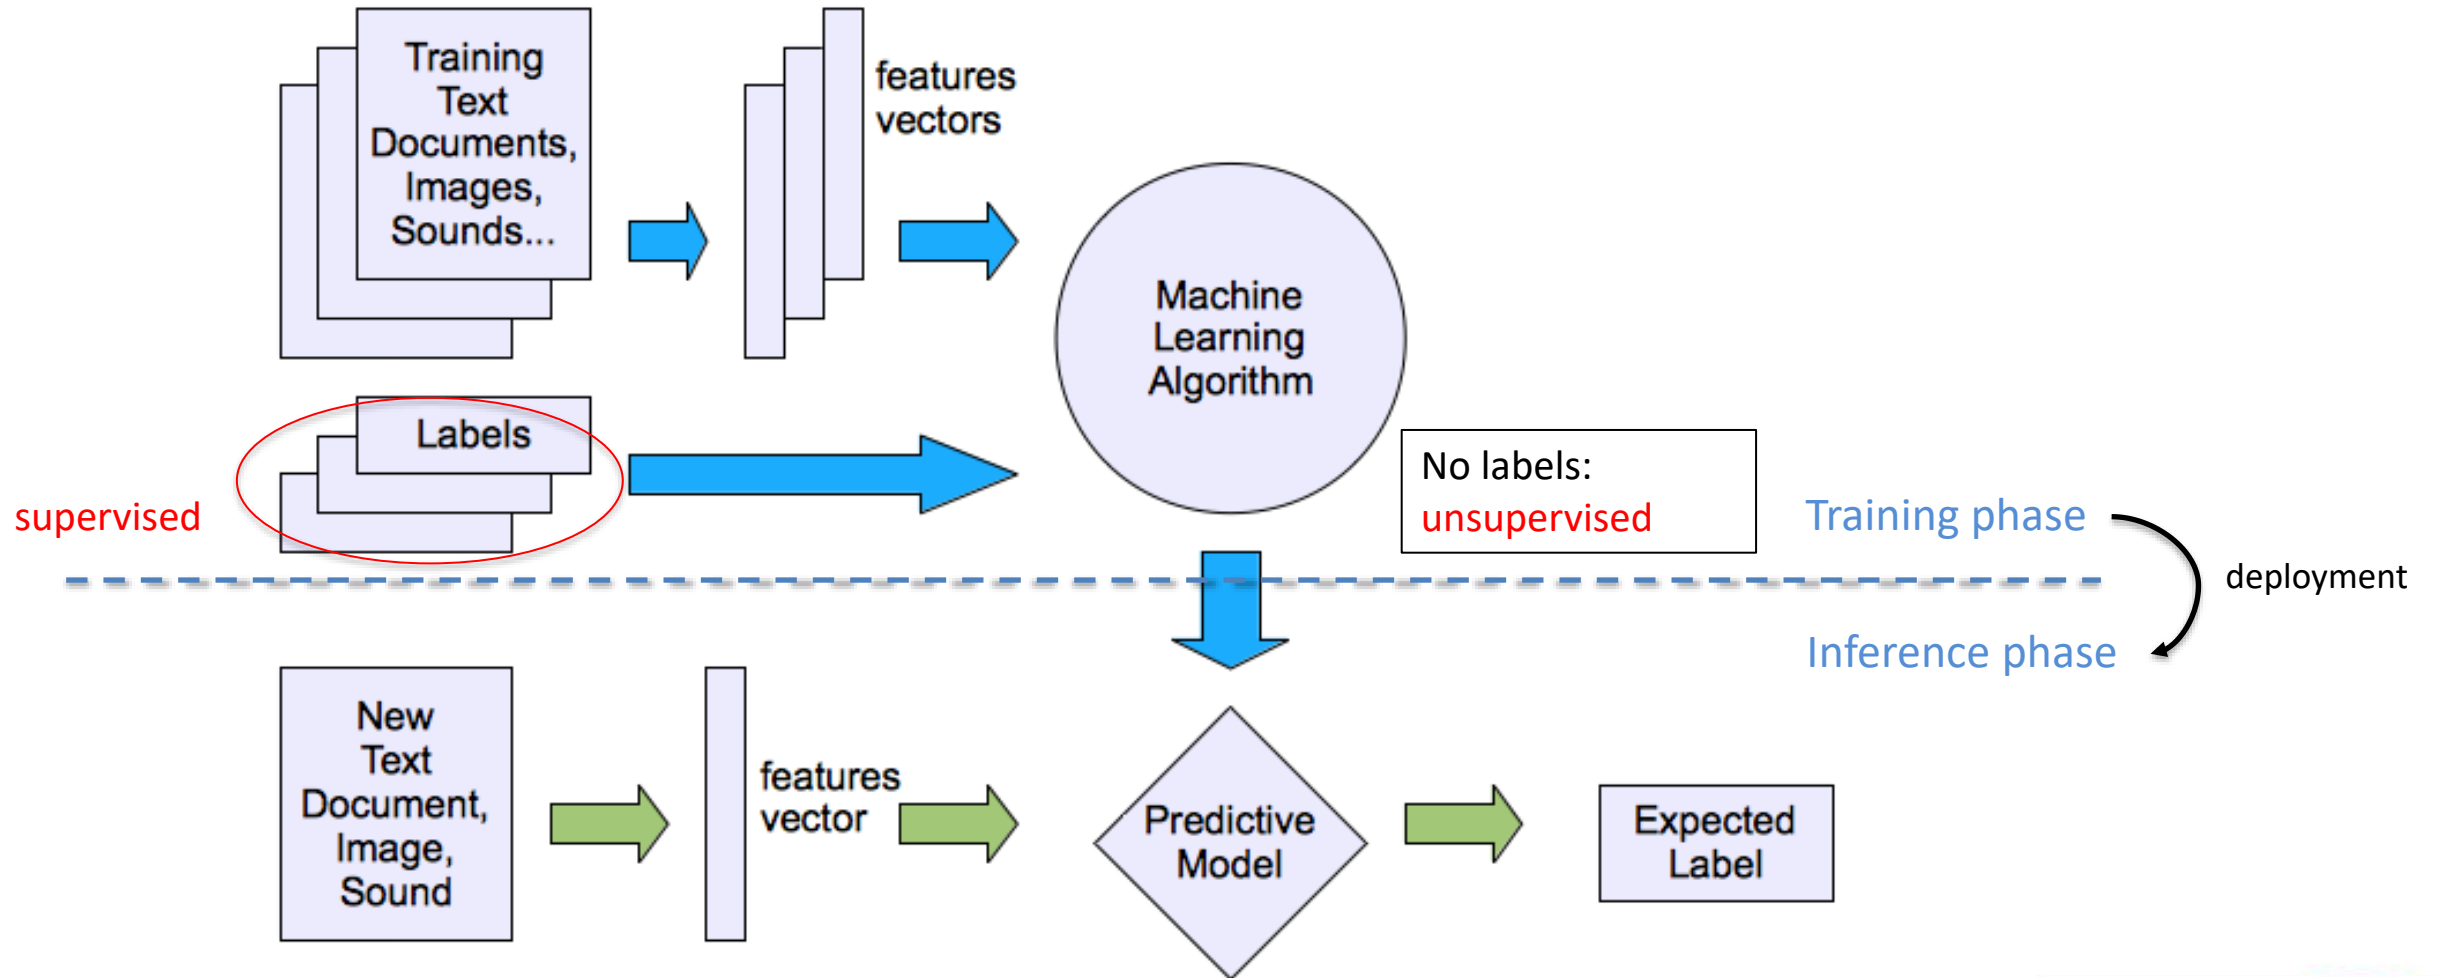 Training
Text
Documents,
Images,
Sounds...
features
vectors
Machine
Learning
Algorithm
Labels
supervised
No labels:
unsupervised
Training phase
deployment
Inference phase
New
Text
Document,
Image,
Sound
features
vector
Predictive
Model
Expected
Label